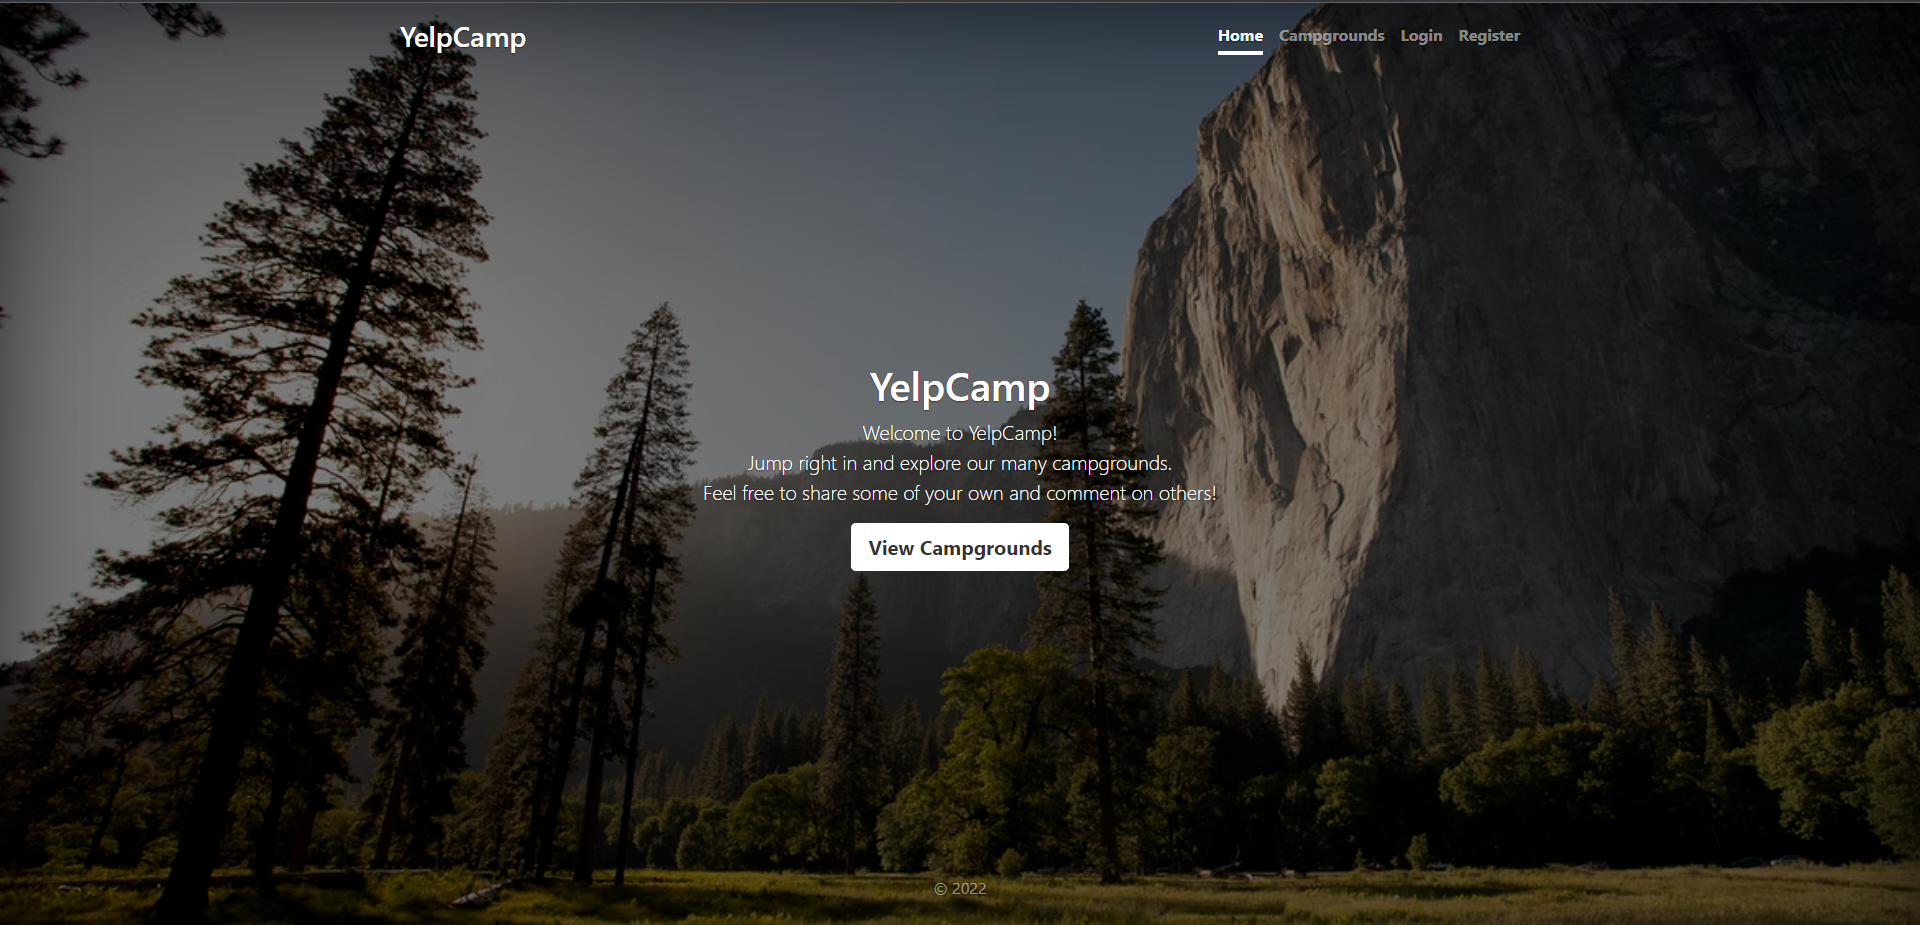 YelpCamp
Home Campgrounds Login Register
YelpCamp
Welcome to YelpCamp!
Jump right in and explore our many campgrounds.
Feel free to share some of your own and comment on others!
View Campgrounds
© 2022